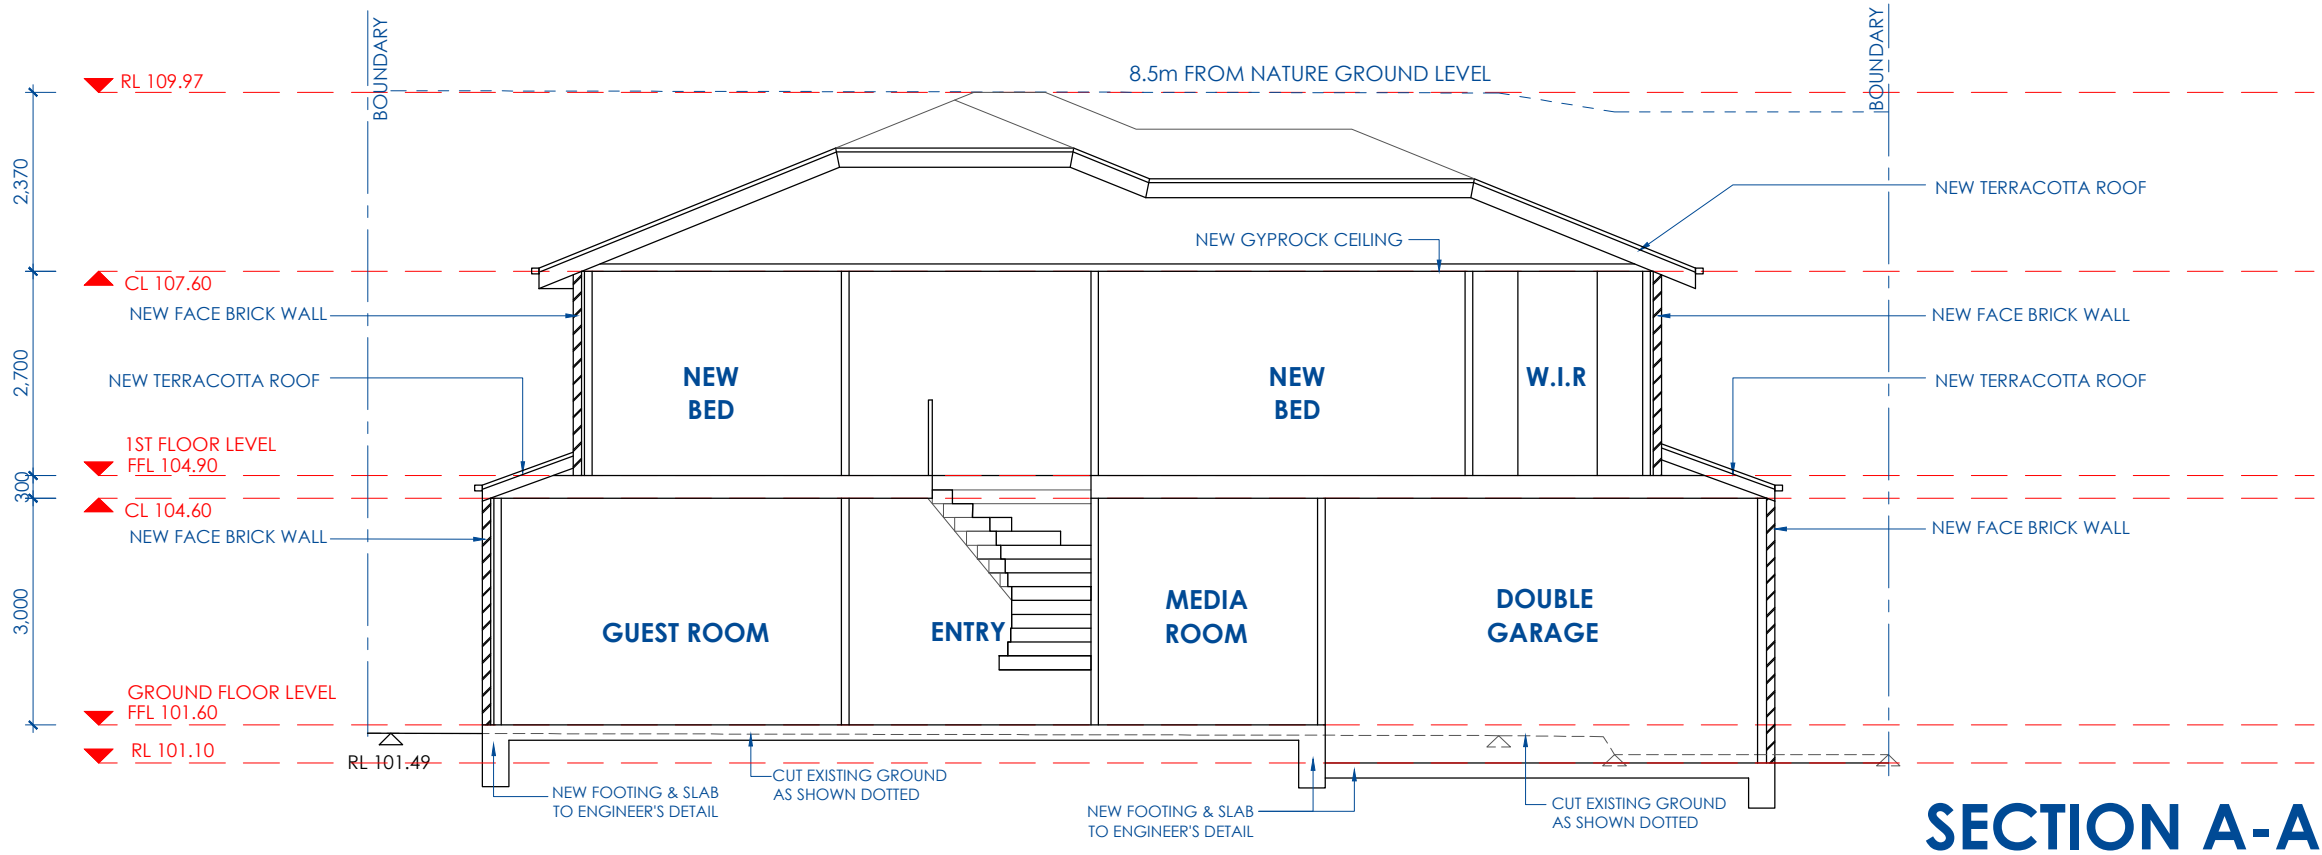 BOUNDARY
BOUNDARY
8.5m FROM NATURE GROUND LEVEL
RL 109.97
2,370
NEW TERRACOTTA ROOF
NEW GYPROCK CEILING
CL 107.60
NEW FACE BRICK WALL
NEW FACE BRICK WALL
2,700
NEW TERRACOTTA ROOF
NEW
BED
NEW
BED
W.I.R
NEW TERRACOTTA ROOF
1ST FLOOR LEVEL
FFL 104.90
300
CL 104.60
NEW FACE BRICK WALL
NEW FACE BRICK WALL
3,000
GUEST ROOM
ENTRY
MEDIA
ROOM
DOUBLE
GARAGE
GROUND FLOOR LEVEL
FFL 101.60
RL 101.10
RL 101.49
NEW FOOTING & SLAB
TO ENGINEER'S DETAIL
CUT EXISTING GROUND
AS SHOWN DOTTED
NEW FOOTING & SLAB
TO ENGINEER'S DETAIL
CUT EXISTING GROUND
AS SHOWN DOTTED
SECTION A-A